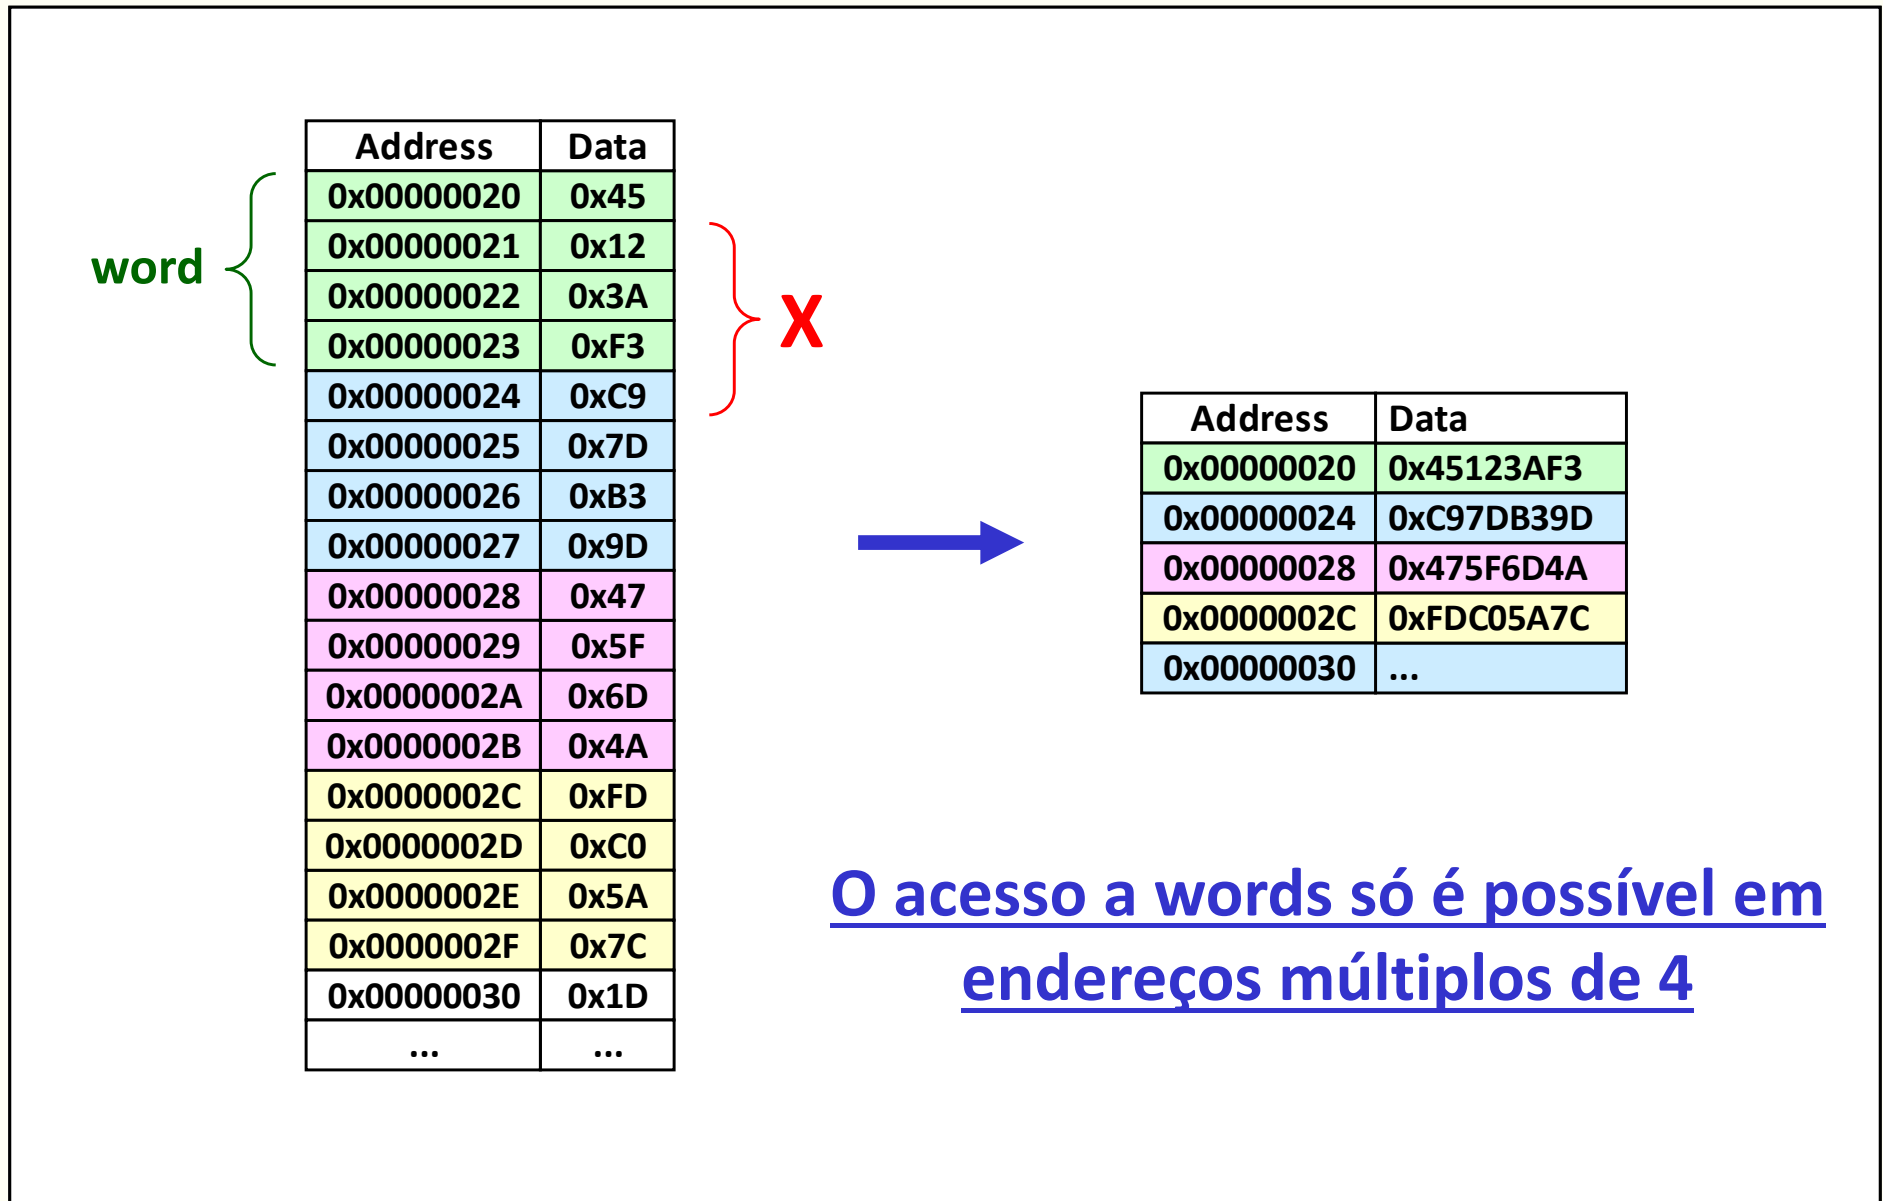 Address Data
0x00000020 0x45
0x00000021 0x12
0x00000022 0x3A
0x00000023 0xF3
0x00000024 0xC9
0x00000025 0x7D
0x00000026 0xB3
0x00000027 0x9D
0x00000028 0x47
0x00000029 0x5F
0x0000002A 0x6D
0x0000002B 0x4A
0x0000002C 0xFD
0x0000002D 0xC0
0x0000002E 0x5A
0x0000002F 0x7C
0x00000030 0x1D
... ...
word
X
Address Data
0x00000020 0x45123AF3
0x00000024 0xC97DB39D
0x00000028 0x475F6D4A
0x0000002C 0xFDC05A7C
0x00000030 ...
O acesso a words só é possível em
endereços múltiplos de 4